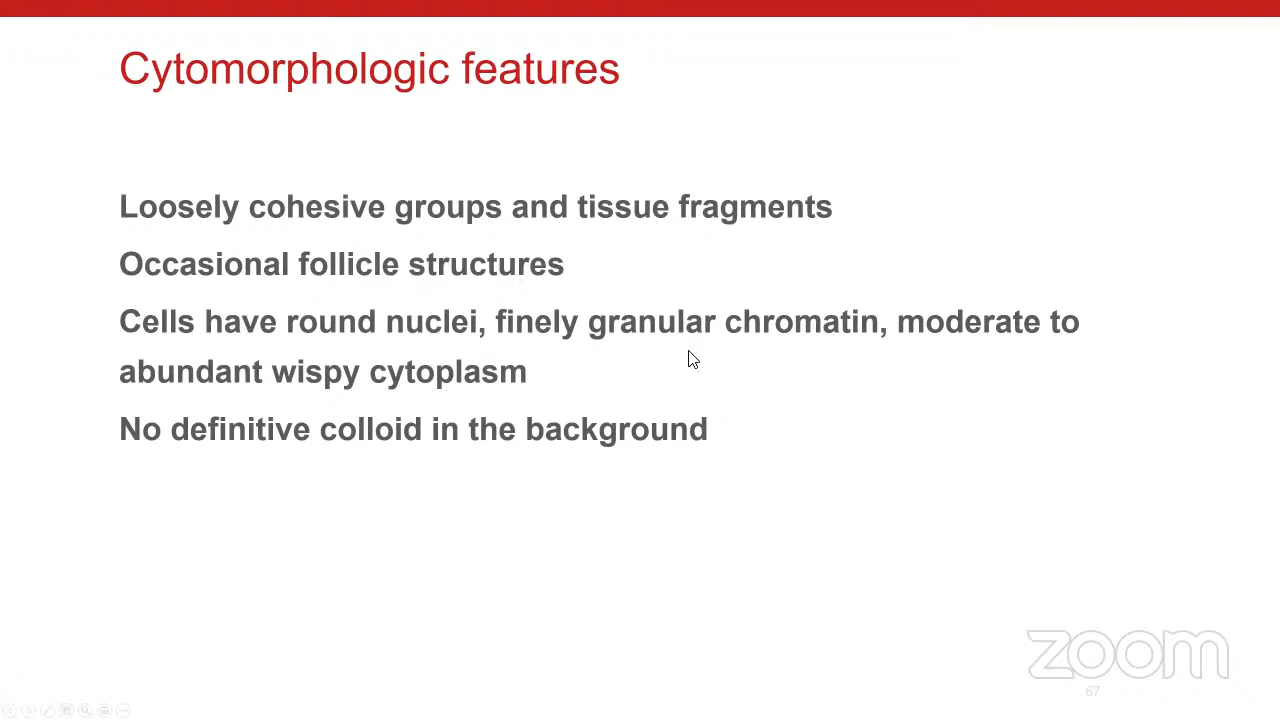 Cytomorphologic features
Loosely cohesive groups and tissue fragments
Occasional follicle structures
Cells have round nuclei, finely granular chromatin, moderate to
abundant wispy cytoplasm
No definitive colloid in the background
zoom
67